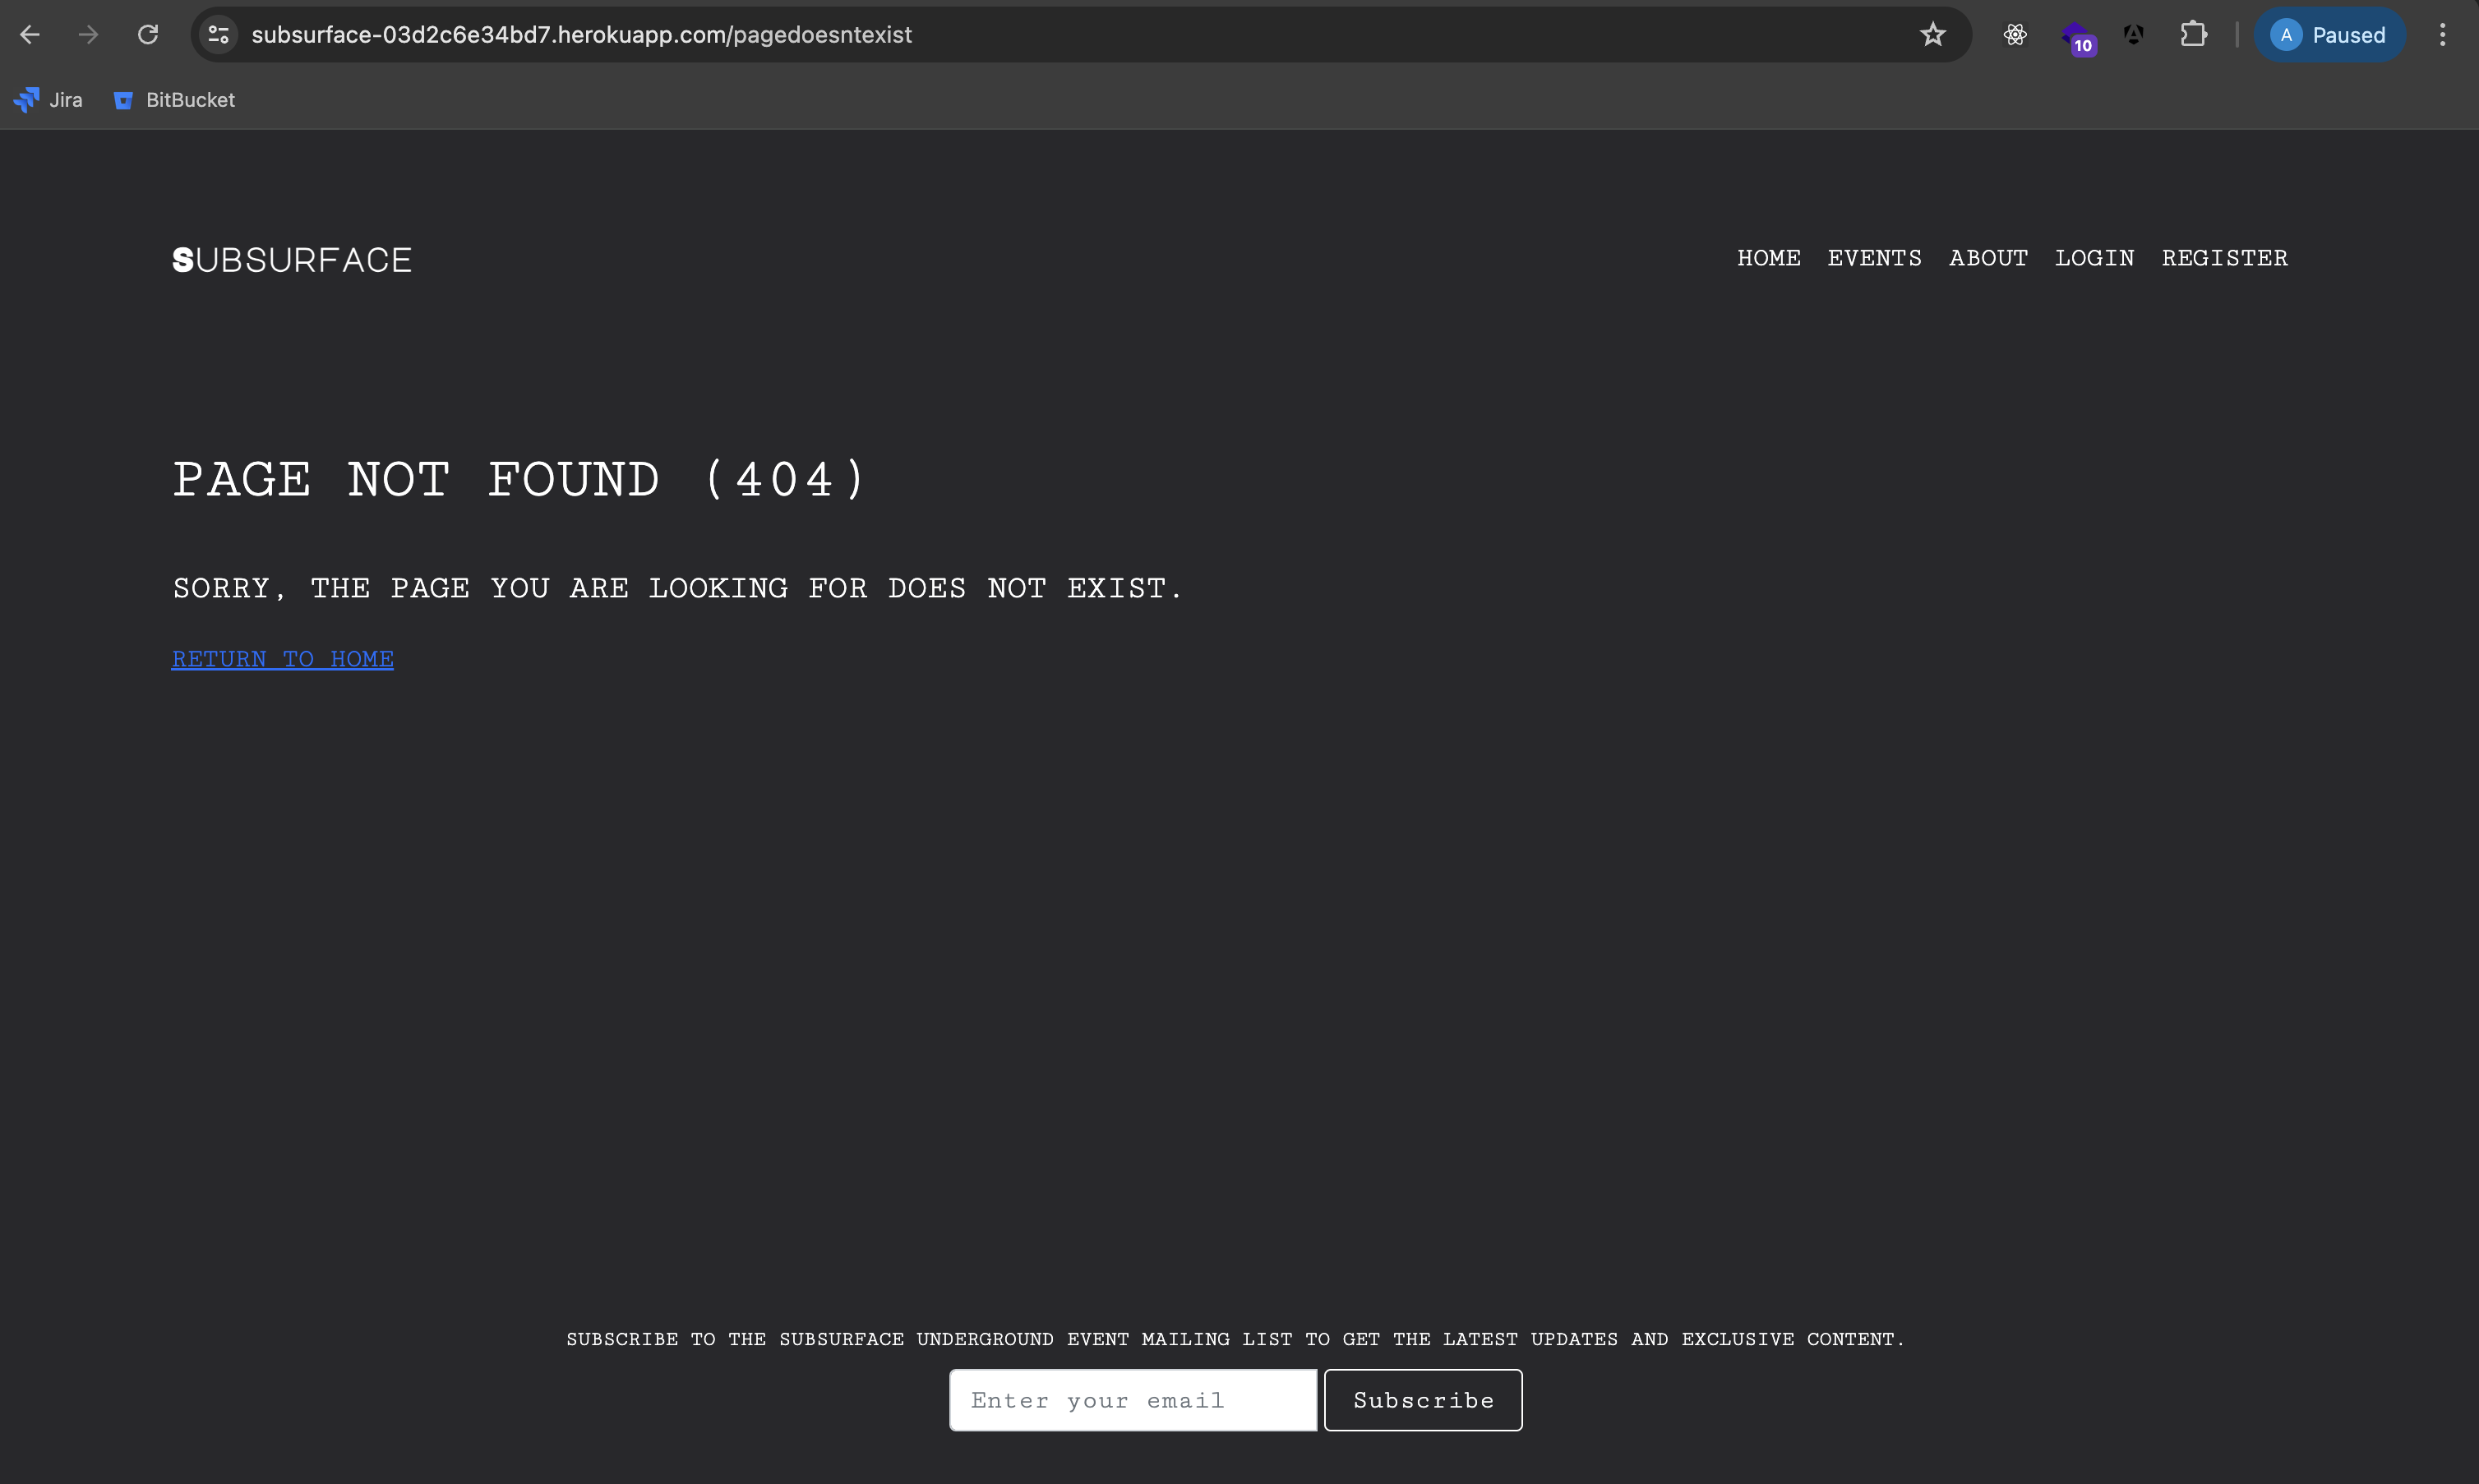 subsurface-03d2c6e34bd7.herokuapp.com/pagedoesntexist
10
A Paused
Jira BitBucket
SUBSURFACE
HOME EVENTS ABOUT LOGIN REGISTER
PAGE NOT FOUND (404)
SORRY, THE PAGE YOU ARE LOOKING FOR DOES NOT EXIST.
RETURN TO HOME
SUBSCRIBE TO THE SUBSURFACE UNDERGROUND EVENT MAILING LIST TO GET THE LATEST UPDATES AND EXCLUSIVE CONTENT.
Enter your email Subscribe